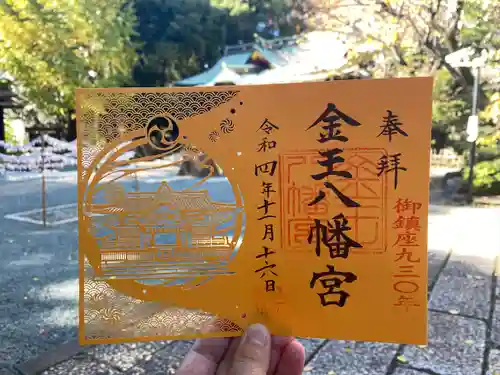 奉拝
御鎮座九三〇年
金王八幡宮
令和四年十一月十六日